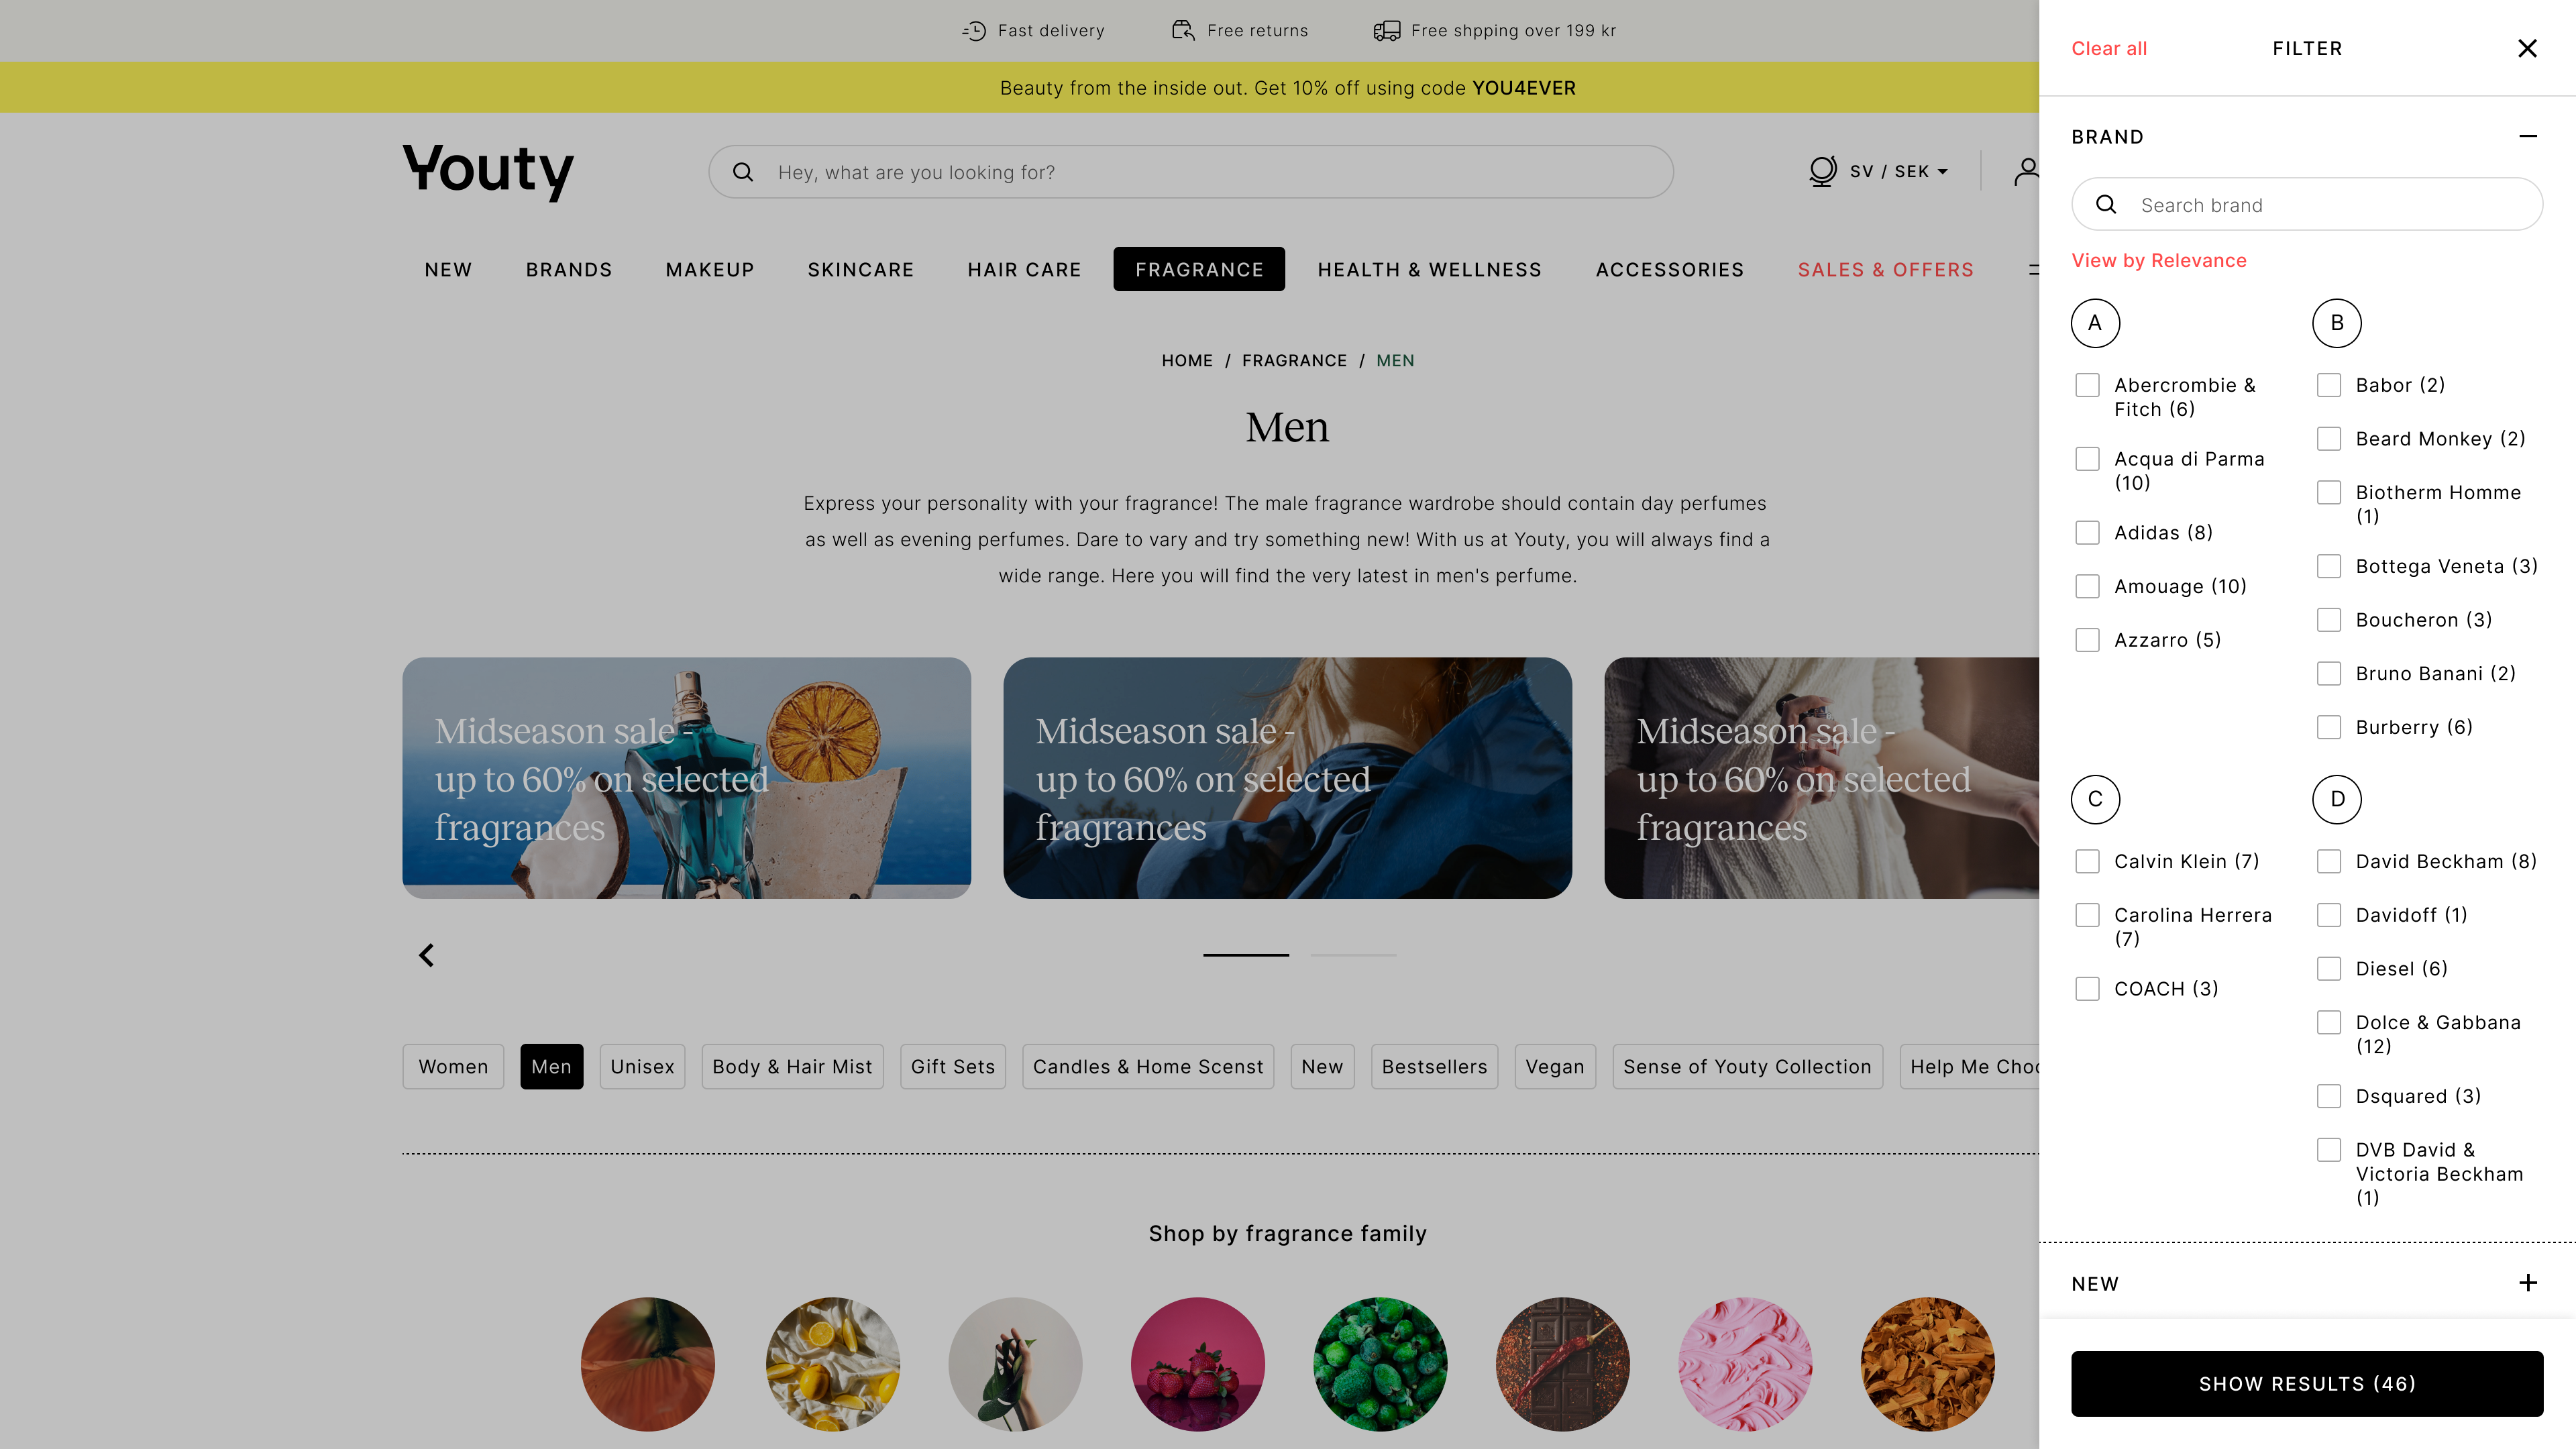 Fast delivery
Free returns
Free shpping over 199 kr
Beauty from the inside out. Get 10% off using code YOU4EVER
Youty
Hey, what are you looking for?
SV / SEK
NEW
BRANDS
MAKEUP
SKINCARE
HAIR CARE
FRAGRANCE
HEALTH & WELLNESS
ACCESSORIES
SALES & OFFERS
HOME / FRAGRANCE / MEN
Men
Express your personality with your fragrance! The male fragrance wardrobe should contain day perfumes
as well as evening perfumes. Dare to vary and try something new! With us at Youty, you will always find a
wide range. Here you will find the very latest in men's perfume.
Midseason sale -
up to 60% on selected
fragrances
Midseason sale -
up to 60% on selected
fragrances
Midseason sale -
up to 60% on selected
fragrances
Women
Men
Unisex
Body & Hair Mist
Gift Sets
Candles & Home Scenst
New
Bestsellers
Vegan
Sense of Youty Collection
Help Me Choo
Shop by fragrance family
Clear all
FILTER
BRAND
Search brand
View by Relevance
A
Abercrombie &
Fitch (6)
Acqua di Parma
(10)
Adidas (8)
Amouage (10)
Azzarro (5)
B
Babor (2)
Beard Monkey (2)
Biotherm Homme
(1)
Bottega Veneta (3)
Boucheron (3)
Bruno Banani (2)
Burberry (6)
C
Calvin Klein (7)
Carolina Herrera
(7)
COACH (3)
D
David Beckham (8)
Davidoff (1)
Diesel (6)
Dolce & Gabbana
(12)
Dsquared (3)
DVB David &
Victoria Beckham
(1)
NEW
SHOW RESULTS (46)